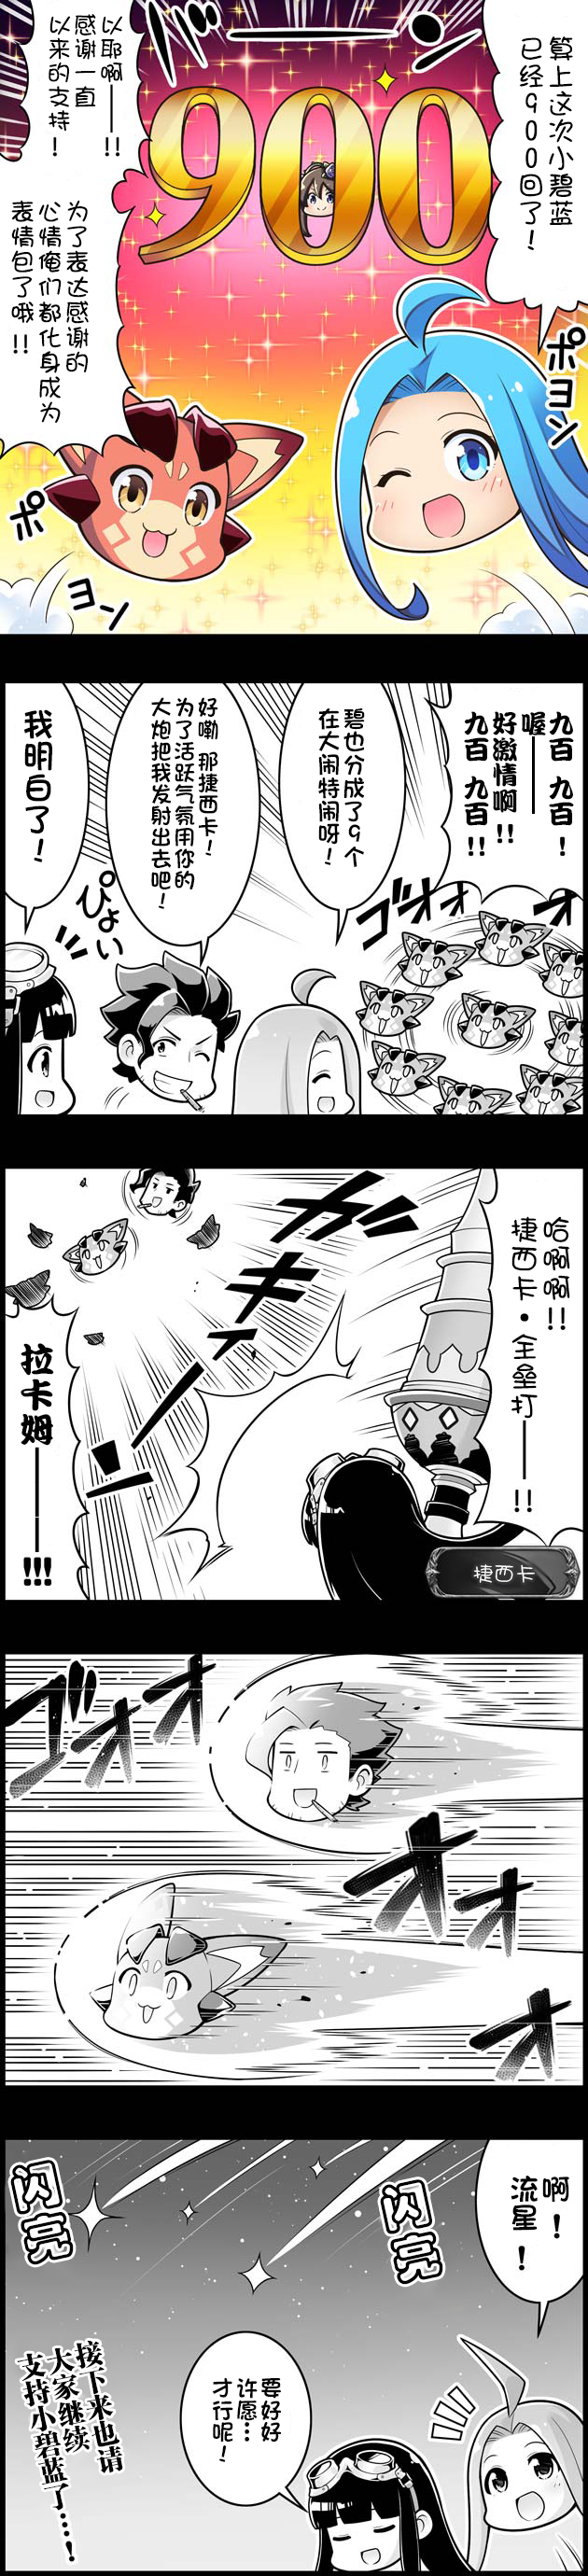 算上这次小碧蓝
已经900回了！
ド
ーン
900
以耶啊——!!
感谢一直
以来的支持！
为了表达感谢的
心情俺们都化身成为
表情包了哦!!
ポヨン
ポヨン
九百 九百！
喔——
好激情啊!!
九百 九百!!
碧也分成了9个
在大闹特闹呀！
好嘞 那捷西卡！
为了活跃气氛用你的
大炮把我发射出去吧！
我明白了！
ゴオオオ
ぴょい
哈啊啊!!
捷西卡•全垒打——!!
カキィーン
拉卡姆———!!!
捷西卡
ゴオオ
オオオ
啊！
流星！
闪亮
闪亮
要好好
许愿…
才行呢！
接下来也请
大家继续
支持小碧蓝了…！